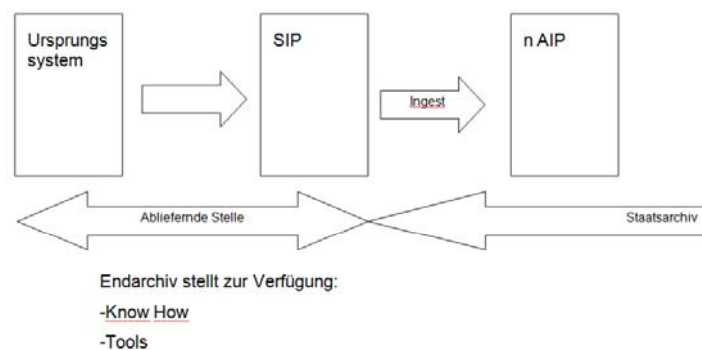 Ursprungs
system
SIP
n AIP
Ingest
Abliefernde Stelle
Staatsarchiv
Endarchiv stellt zur Verfügung:
-Know How
-Tools